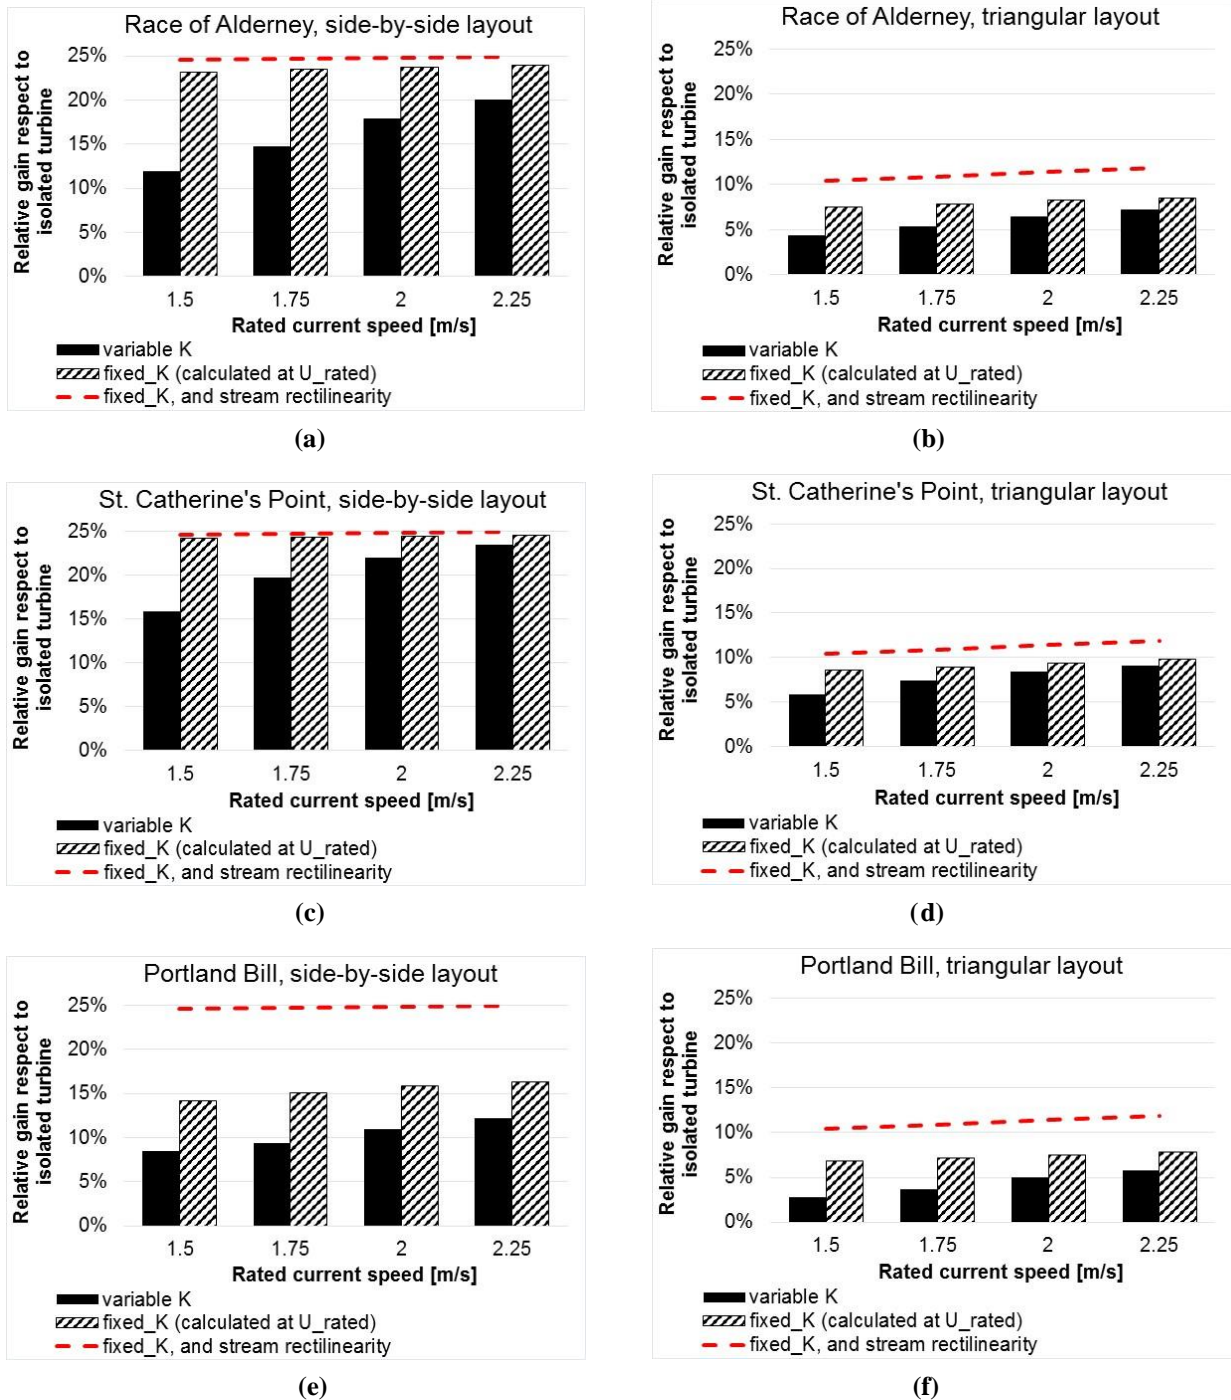 Race of Alderney, side-by-side layout
Relative gain respect to
isolated turbine
25%
20%
15%
10%
5%
0%
1.5 1.75 2 2.25
Rated current speed [m/s]
variable K
fixed_K (calculated at U_rated)
fixed_K, and stream rectilinearity
(a)
Race of Alderney, triangular layout
Relative gain respect to
isolated turbine
25%
20%
15%
10%
5%
0%
1.5 1.75 2 2.25
Rated current speed [m/s]
variable K
fixed_K (calculated at U_rated)
fixed_K, and stream rectilinearity
(b)
St. Catherine's Point, side-by-side layout
Relative gain respect to
isolated turbine
25%
20%
15%
10%
5%
0%
1.5 1.75 2 2.25
Rated current speed [m/s]
variable K
fixed_K (calculated at U_rated)
fixed_K, and stream rectilinearity
(c)
St. Catherine's Point, triangular layout
Relative gain respect to
isolated turbine
25%
20%
15%
10%
5%
0%
1.5 1.75 2 2.25
Rated current speed [m/s]
variable K
fixed_K (calculated at U_rated)
fixed_K, and stream rectilinearity
(d)
Portland Bill, side-by-side layout
Relative gain respect to
isolated turbine
25%
20%
15%
10%
5%
0%
1.5 1.75 2 2.25
Rated current speed [m/s]
variable K
fixed_K (calculated at U_rated)
fixed_K, and stream rectilinearity
(e)
Portland Bill, triangular layout
Relative gain respect to
isolated turbine
25%
20%
15%
10%
5%
0%
1.5 1.75 2 2.25
Rated current speed [m/s]
variable K
fixed_K (calculated at U_rated)
fixed_K, and stream rectilinearity
(f)